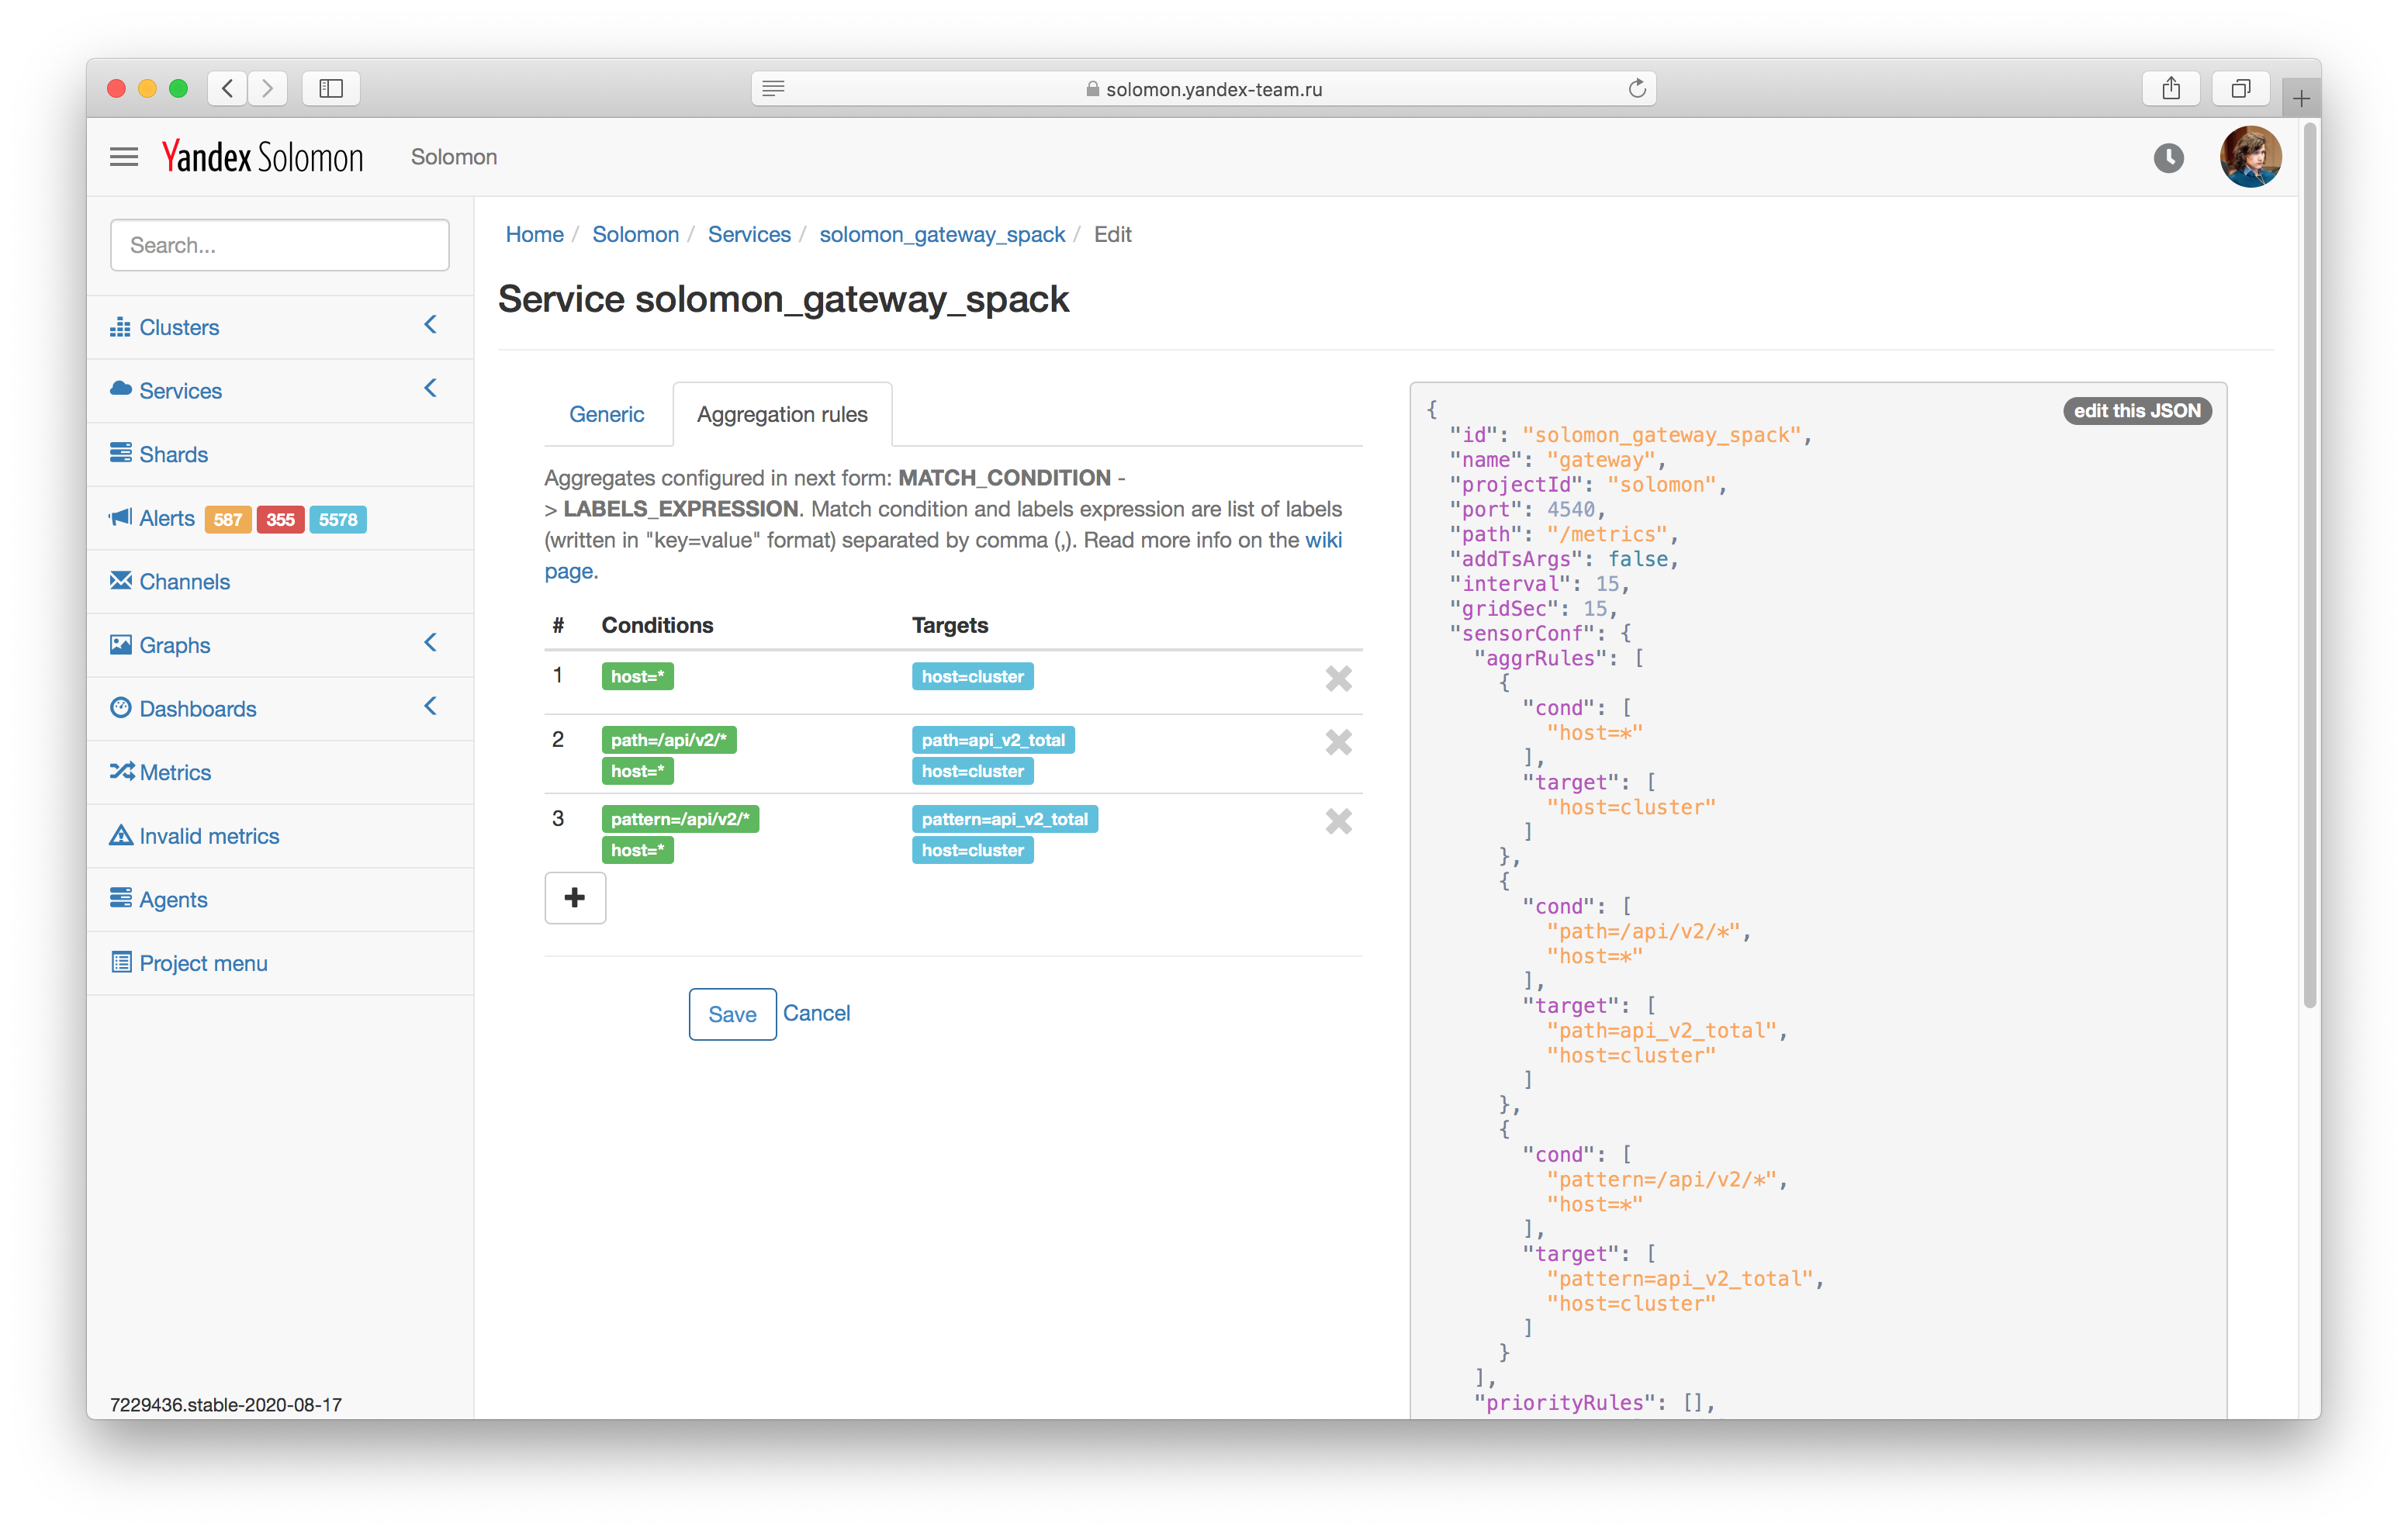 solomon.yandex-team.ru
Yandex Solomon
Solomon
Search...
Clusters
Services
Shards
Alerts 587 355 5578
Channels
Graphs
Dashboards
Metrics
Invalid metrics
Agents
Project menu
7229436.stable-2020-08-17
Home / Solomon / Services / solomon_gateway_spack / Edit
Service solomon_gateway_spack
Generic Aggregation rules
Aggregates configured in next form: MATCH_CONDITION -
> LABELS_EXPRESSION. Match condition and labels expression are list of labels
(written in "key=value" format) separated by comma (,). Read more info on the wiki
page.
# Conditions Targets
1 host=* host=cluster
2 path=/api/v2/* path=api_v2_total
host=* host=cluster
3 pattern=/api/v2/* pattern=api_v2_total
host=* host=cluster
Save Cancel
edit this JSON
{
"id": "solomon_gateway_spack",
"name": "gateway",
"projectId": "solomon",
"port": 4540,
"path": "/metrics",
"addTsArgs": false,
"interval": 15,
"gridSec": 15,
"sensorConf": {
"aggrRules": [
{
"cond": [
"host=*"
],
"target": [
"host=cluster"
]
},
{
"cond": [
"path=/api/v2/*",
"host=*"
],
"target": [
"path=api_v2_total",
"host=cluster"
]
},
{
"cond": [
"pattern=/api/v2/*",
"host=*"
],
"target": [
"pattern=api_v2_total",
"host=cluster"
]
}
],
"priorityRules": [],